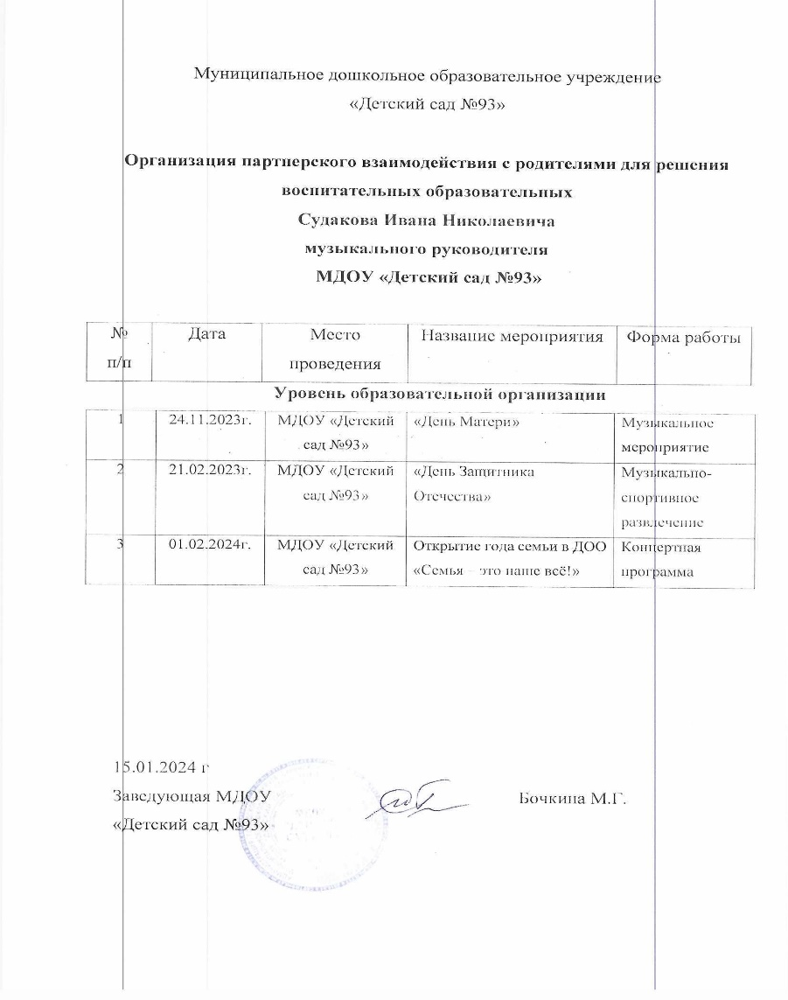 Муниципальное дошкольное образовательное учреждение
«Детский сад №93»
Организация партнерского взаимодействия с родителями для решения
воспитательных образовательных
Судакова Ивана Николаевича
музыкального руководителя
МДОУ «Детский сад №93»
№ Дата Место Название мероприятия Форма работы
п/п проведения
Уровень образовательной организации
1 24.11.2023г. МДОУ «Детский «День Матери» Музыкальное
сад №93» мероприятие
2 21.02.2023г. МДОУ «Детский «День Защитника Музыкально-
сад №93» Отечества» спортивное
развлечение
3 01.02.2024г. МДОУ «Детский Открытие года семьи в ДОО Концертная
сад №93» «Семья – это наше всё!» программа
15.01.2024 г
Заведующая МДОУ Бочкина М.Г.
«Детский сад №93»